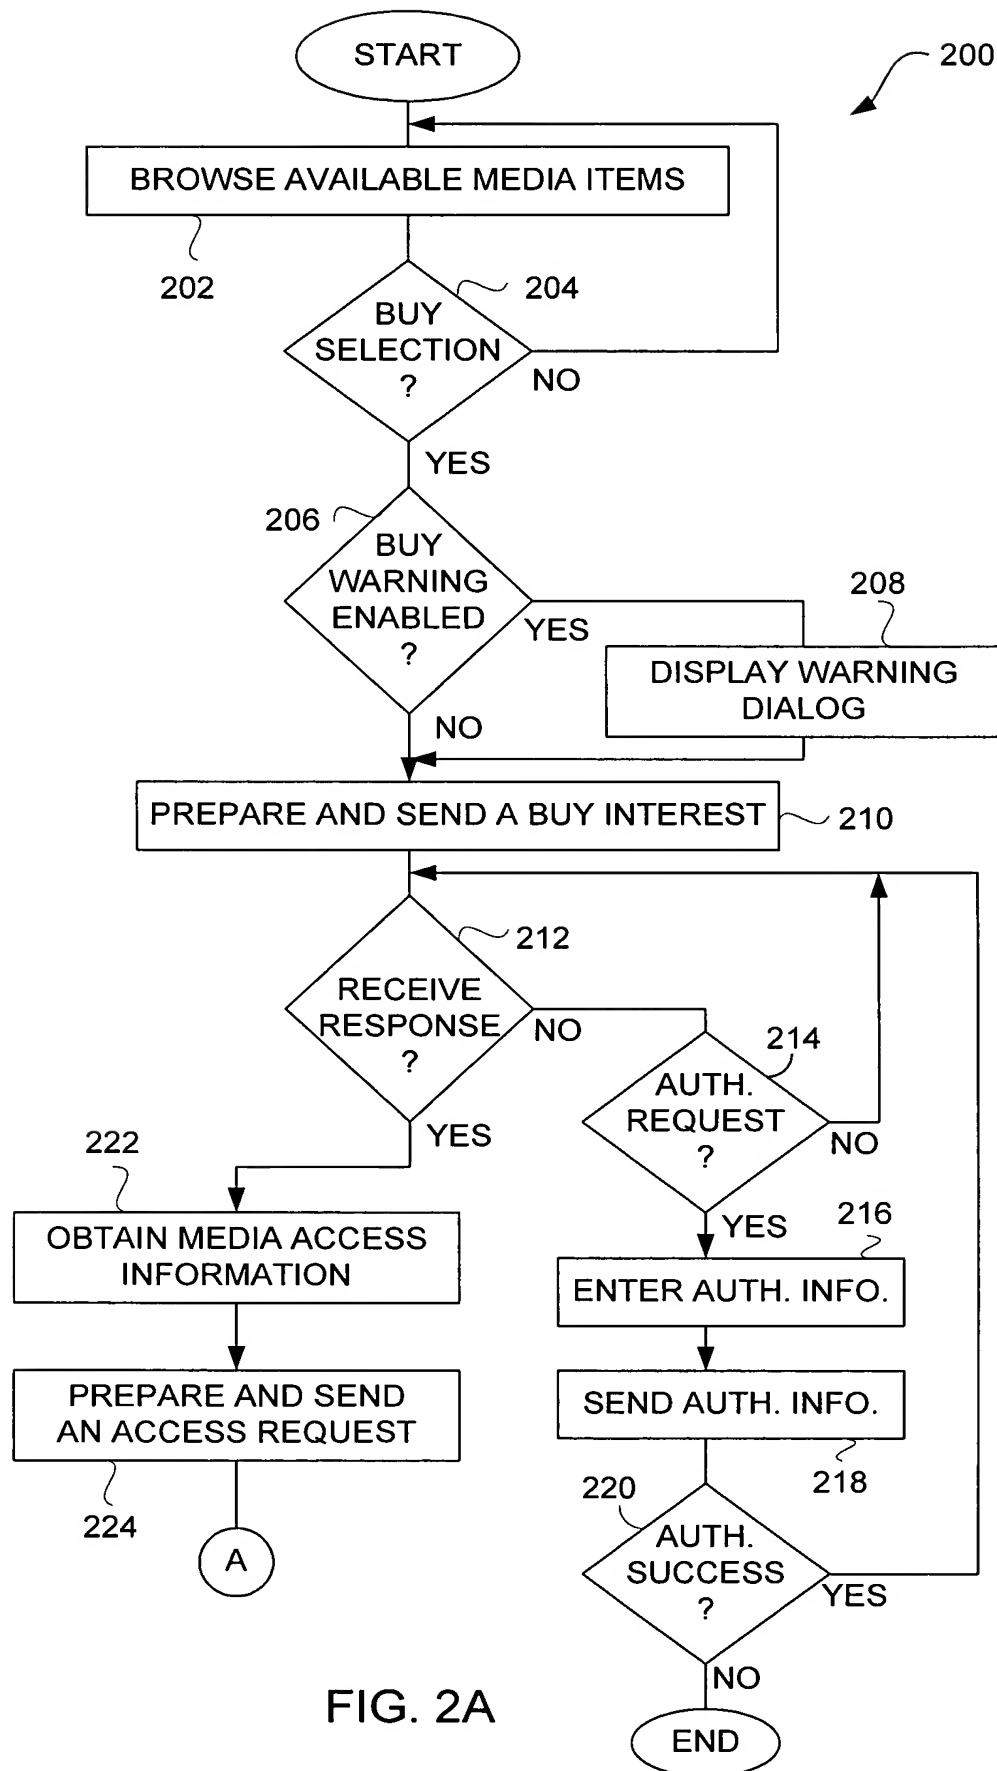 START
200
BROWSE AVAILABLE MEDIA ITEMS
202
204
BUY
SELECTION
?
NO
YES
206
BUY
WARNING
ENABLED
?
YES
208
DISPLAY WARNING
DIALOG
NO
PREPARE AND SEND A BUY INTEREST
210
212
RECEIVE
RESPONSE
?
NO
214
AUTH.
REQUEST
?
NO
YES
YES
222
OBTAIN MEDIA ACCESS
INFORMATION
216
ENTER AUTH. INFO.
PREPARE AND SEND
AN ACCESS REQUEST
224
SEND AUTH. INFO.
218
220
A
AUTH.
SUCCESS
?
YES
NO
END
FIG. 2A